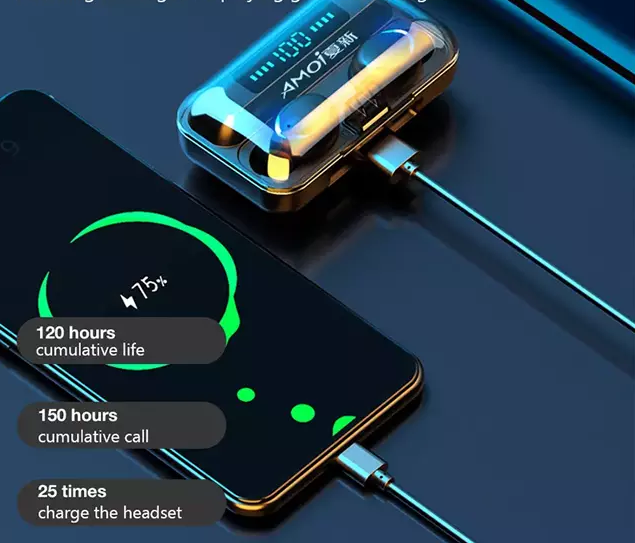 100
AMOi夏新
75%
120 hours
cumulative life
150 hours
cumulative call
25 times
charge the headset